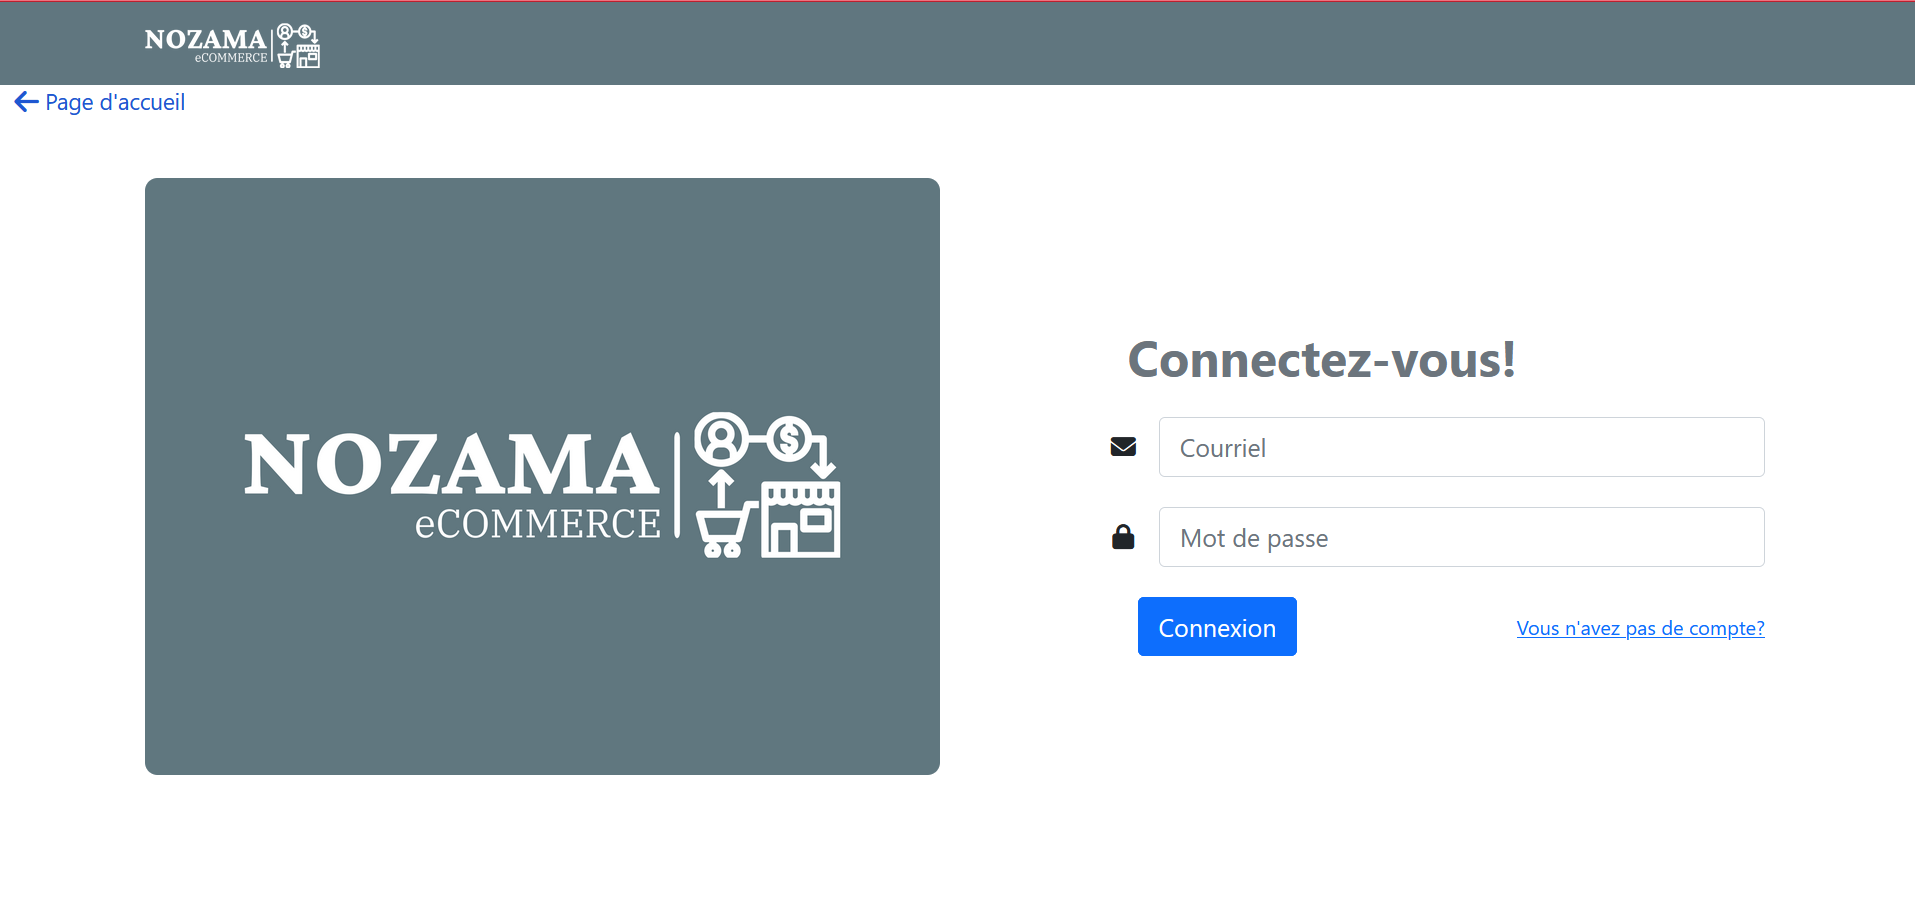 NOZAMA
eCOMMERCE
Page d'accueil
NOZAMA
eCOMMERCE
Connectez-vous!
Courriel
Mot de passe
Connexion
Vous n'avez pas de compte?